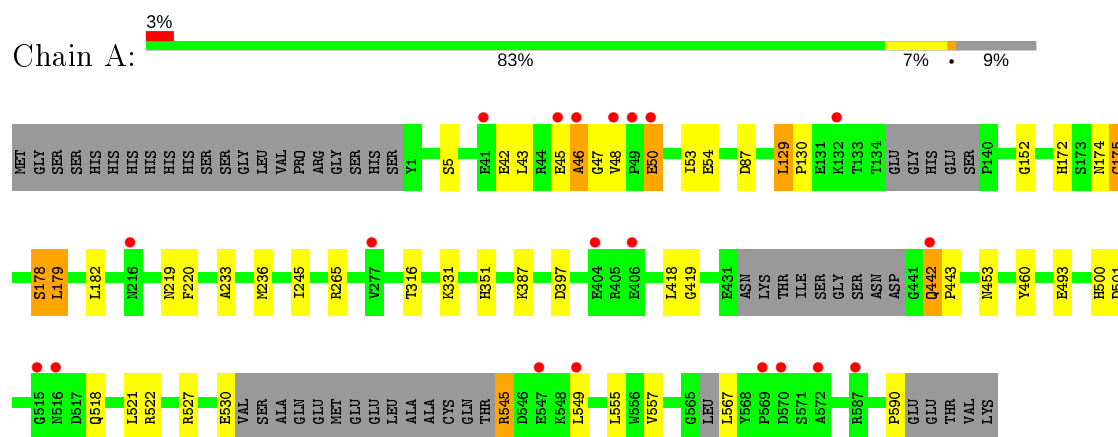 3%
Chain A:
83% 7% • 9%
MET GLY SER SER HIS HIS HIS HIS HIS HIS SER SER GLY LEU VAL PRO ARG GLY SER HIS SER Y1 S5 E41 E42 L43 R44 E45 A46 G47 V48 P49 E50 I53 E54 D87 L129 P130 E131 K132 T133 T134 GLU GLY HIS GLU SER P140 G152 H172 S173 N174
S178 L179 L182 N216 N219 F220 A233 M236 I245 R265 V277 T316 K331 H351 K387 D397 E404 R405 E406 L418 G419 E431 ASN LYS THR ILE SER GLY SER ASN ASP G441 Q442 P443 N453 Y460 E493 H500 D501
G515 N516 D517 Q518 L521 R522 R527 E530 VAL SER ALA GLN GLU MET GLU GLU LEU ALA ALA CYS GLN THR R545 D546 E547 K548 L549 L555 W556 V557 G565 LEU L567 Y568 P569 D570 S571 A572 R587 P590 GLU GLU THR VAL LYS